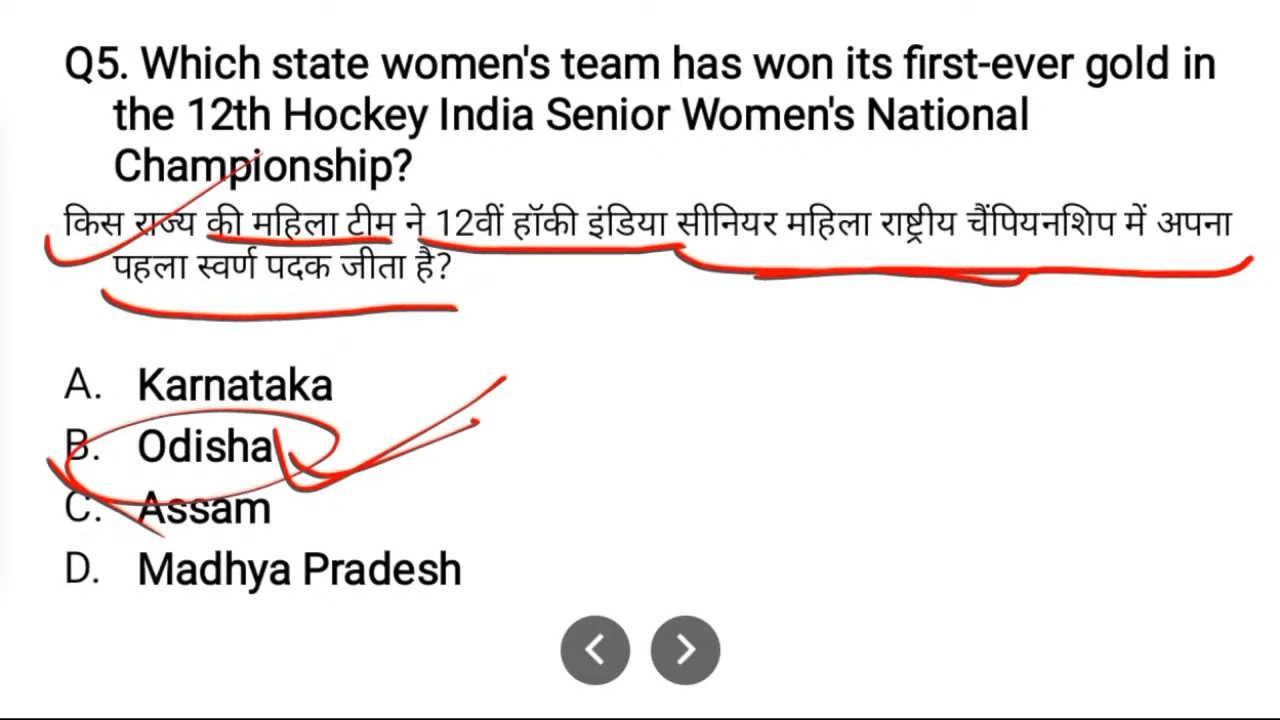 Q5. Which state women's team has won its first-ever gold in
the 12th Hockey India Senior Women's National
Championship?
किस राज्य की महिला टीम ने 12वीं हॉकी इंडिया सीनियर महिला राष्ट्रीय चैंपियनशिप में अपना
पहला स्वर्ण पदक जीता है?
A. Karnataka
B. Odisha
C. Assam
D. Madhya Pradesh